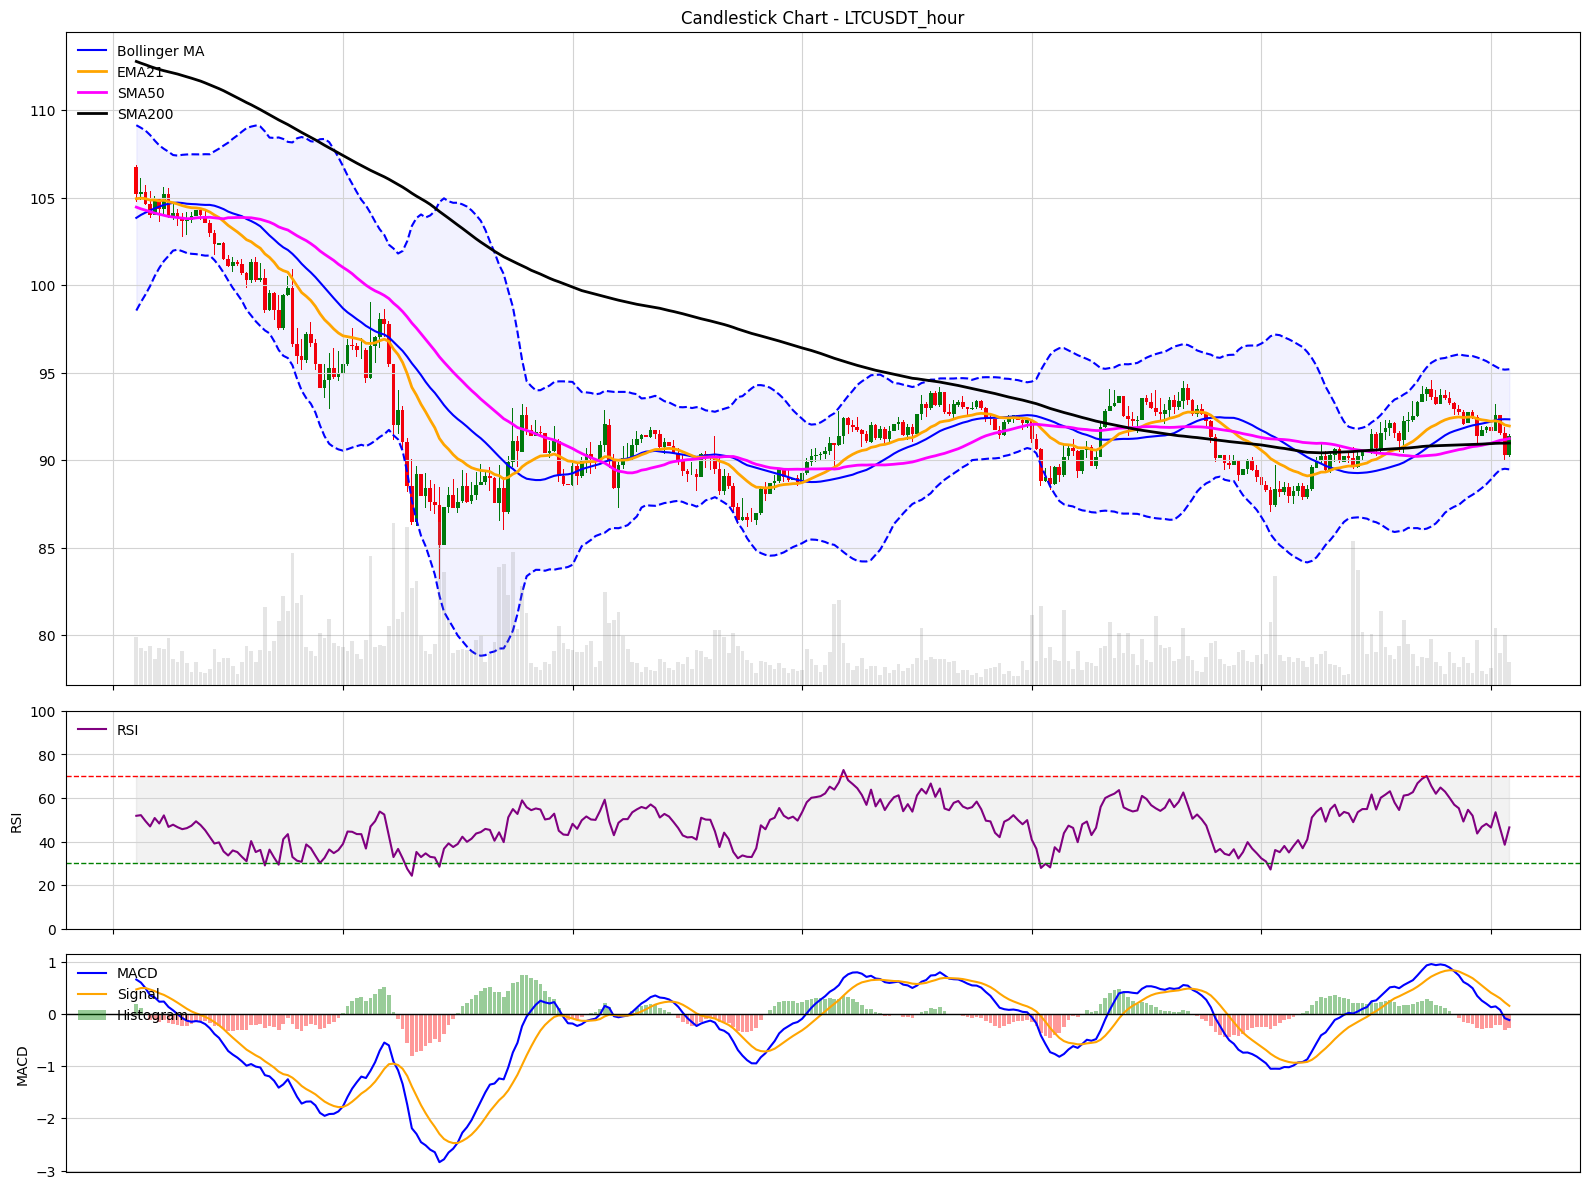 Candlestick Chart - LTCUSDT_hour
Bollinger MA
EMA21
SMA50
SMA200
110
105
100
95
90
85
80
100
80
60
40
20
0
RSI
RSI
1
0
−1
−2
−3
MACD
MACD
Signal
Histogram